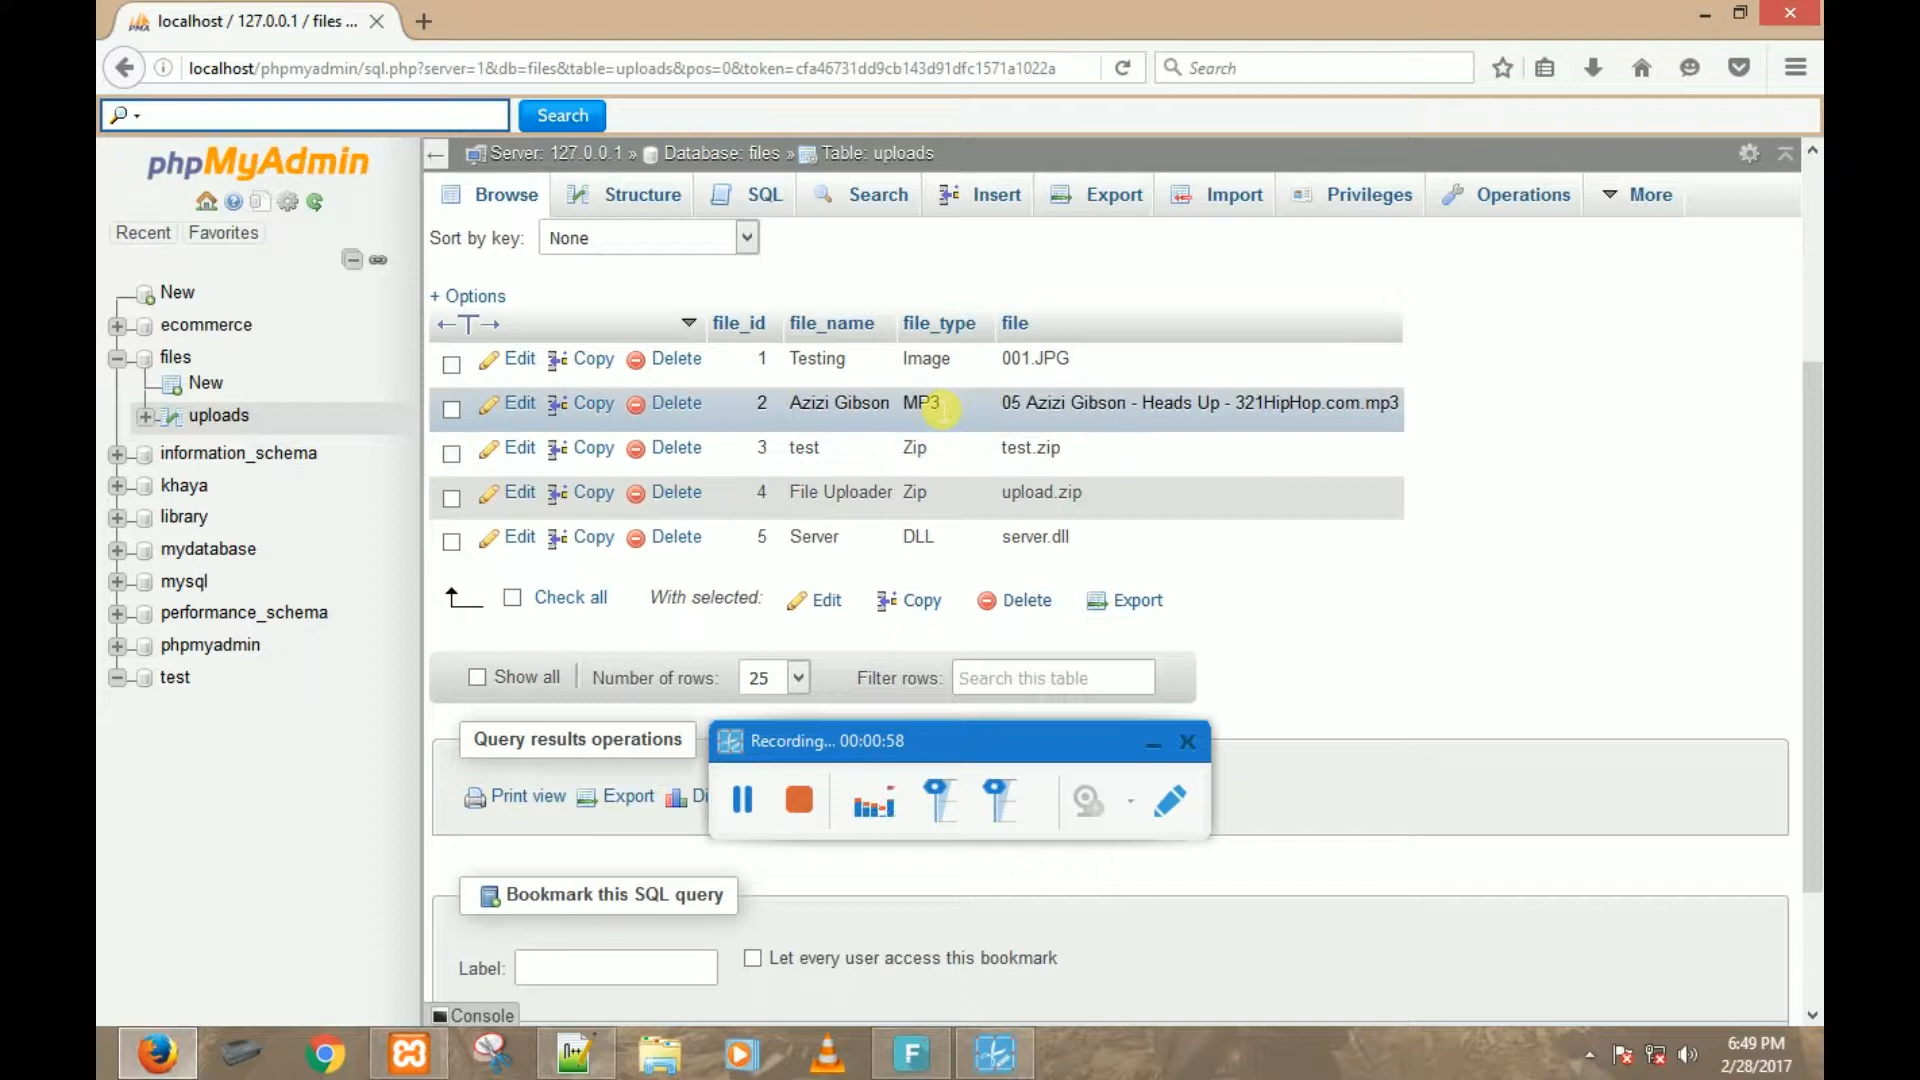 localhost / 127.0.0.1 / files ...
localhost/phpmyadmin/sql.php?server=1&db=files&table=uploads&pos=0&token=cfa46731dd9cb143d91dfc1571a1022a
Search
Search
phpMyAdmin
Recent Favorites
New
ecommerce
files
New
uploads
information_schema
khaya
library
mydatabase
mysql
performance_schema
phpmyadmin
test
Server: 127.0.0.1 » Database: files » Table: uploads
Browse Structure SQL Search Insert Export Import Privileges Operations More
Sort by key: None
+ Options
file_id file_name file_type file
Edit Copy Delete 1 Testing Image 001.JPG
Edit Copy Delete 2 Azizi Gibson MP3 05 Azizi Gibson - Heads Up - 321HipHop.com.mp3
Edit Copy Delete 3 test Zip test.zip
Edit Copy Delete 4 File Uploader Zip upload.zip
Edit Copy Delete 5 Server DLL server.dll
Check all With selected: Edit Copy Delete Export
Show all Number of rows: 25 Filter rows: Search this table
Query results operations
Print view Export Di
Recording... 00:00:58
Bookmark this SQL query
Label: Let every user access this bookmark
Console
6:49 PM
2/28/2017